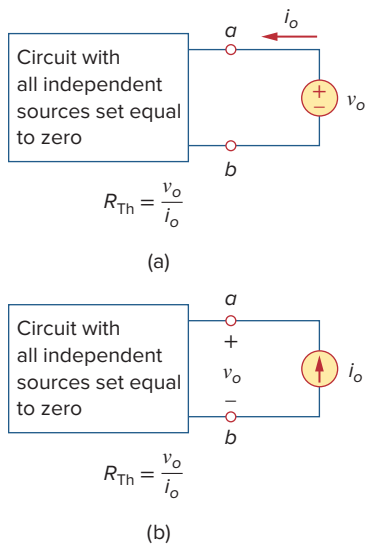 i_o
a
Circuit with
all independent
sources set equal
to zero
+
−
v_o
b
R_Th = v_o / i_o
(a)
a
Circuit with
all independent
sources set equal
to zero
+
v_o
−
i_o
b
R_Th = v_o / i_o
(b)